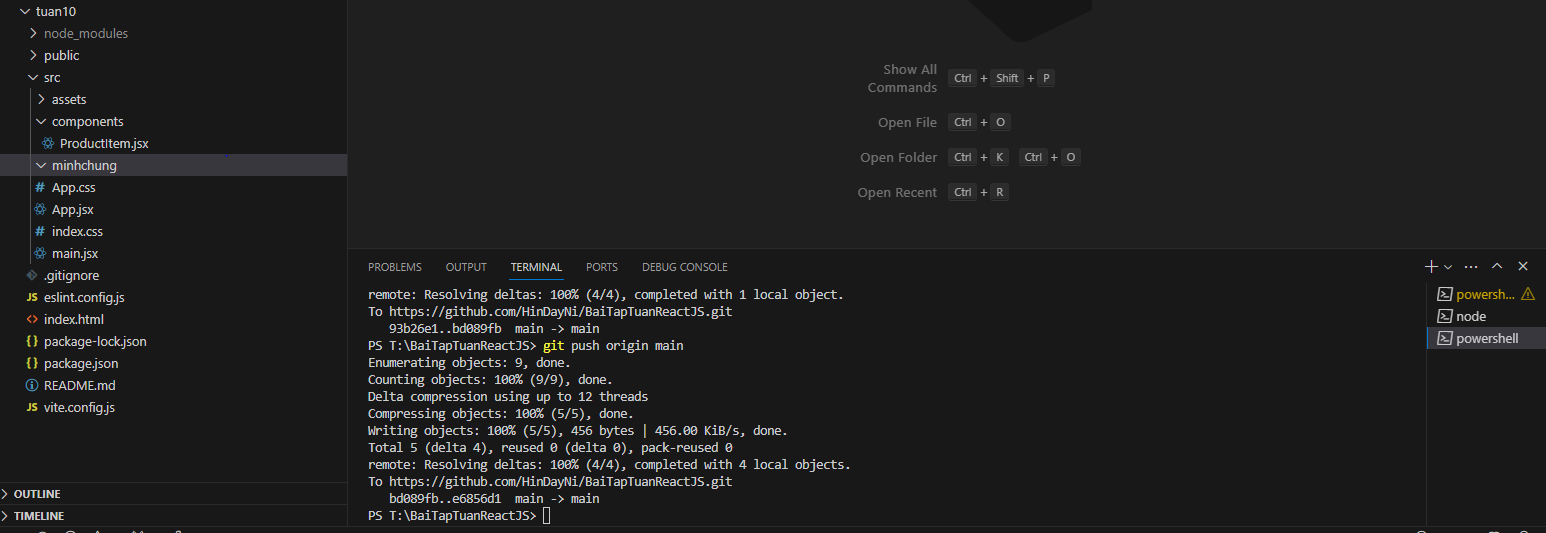 tuan10
node_modules
public
src
assets
components
ProductItem.jsx
minhchung
# App.css
App.jsx
# index.css
main.jsx
.gitignore
JS eslint.config.js
<> index.html
{} package-lock.json
{} package.json
README.md
JS vite.config.js
OUTLINE
TIMELINE
Show All Commands Ctrl + Shift + P
Open File Ctrl + O
Open Folder Ctrl + K Ctrl + O
Open Recent Ctrl + R
PROBLEMS OUTPUT TERMINAL PORTS DEBUG CONSOLE
remote: Resolving deltas: 100% (4/4), completed with 1 local object.
To https://github.com/HinDayNi/BaiTapTuanReactJS.git
93b26e1..bd089fb main -> main
PS T:\BaiTapTuanReactJS> git push origin main
Enumerating objects: 9, done.
Counting objects: 100% (9/9), done.
Delta compression using up to 12 threads
Compressing objects: 100% (5/5), done.
Writing objects: 100% (5/5), 456 bytes | 456.00 KiB/s, done.
Total 5 (delta 4), reused 0 (delta 0), pack-reused 0
remote: Resolving deltas: 100% (4/4), completed with 4 local objects.
To https://github.com/HinDayNi/BaiTapTuanReactJS.git
bd089fb..e6856d1 main -> main
PS T:\BaiTapTuanReactJS>
powersh...
node
powershell